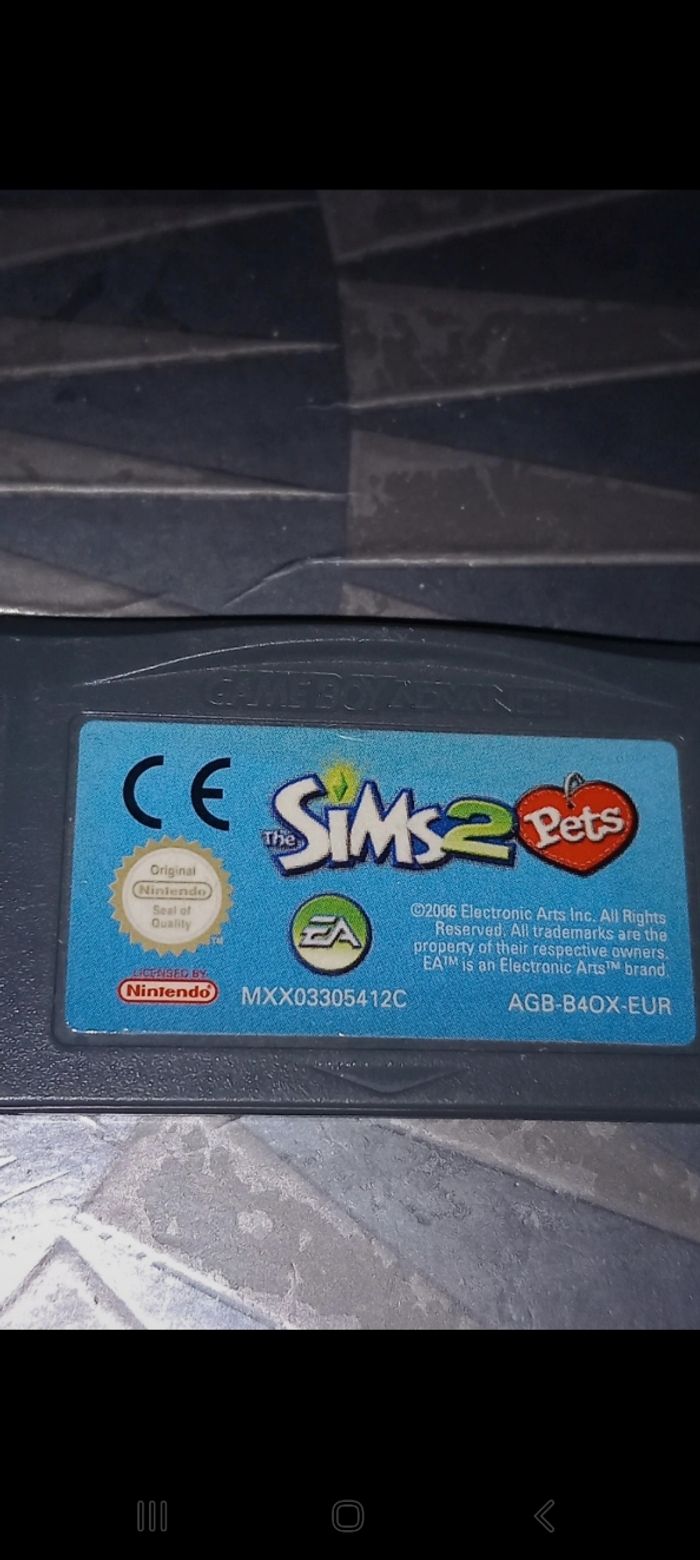 GAME BOY ADVANCE
CE
The SiMs 2 Pets
Original
Nintendo
Seal of
Quality
TM
EA
©2006 Electronic Arts Inc. All Rights
Reserved. All trademarks are the
property of their respective owners.
EA™ is an Electronic Arts™ brand.
LICENSED BY
Nintendo®
MXX03305412C
AGB-B4OX-EUR